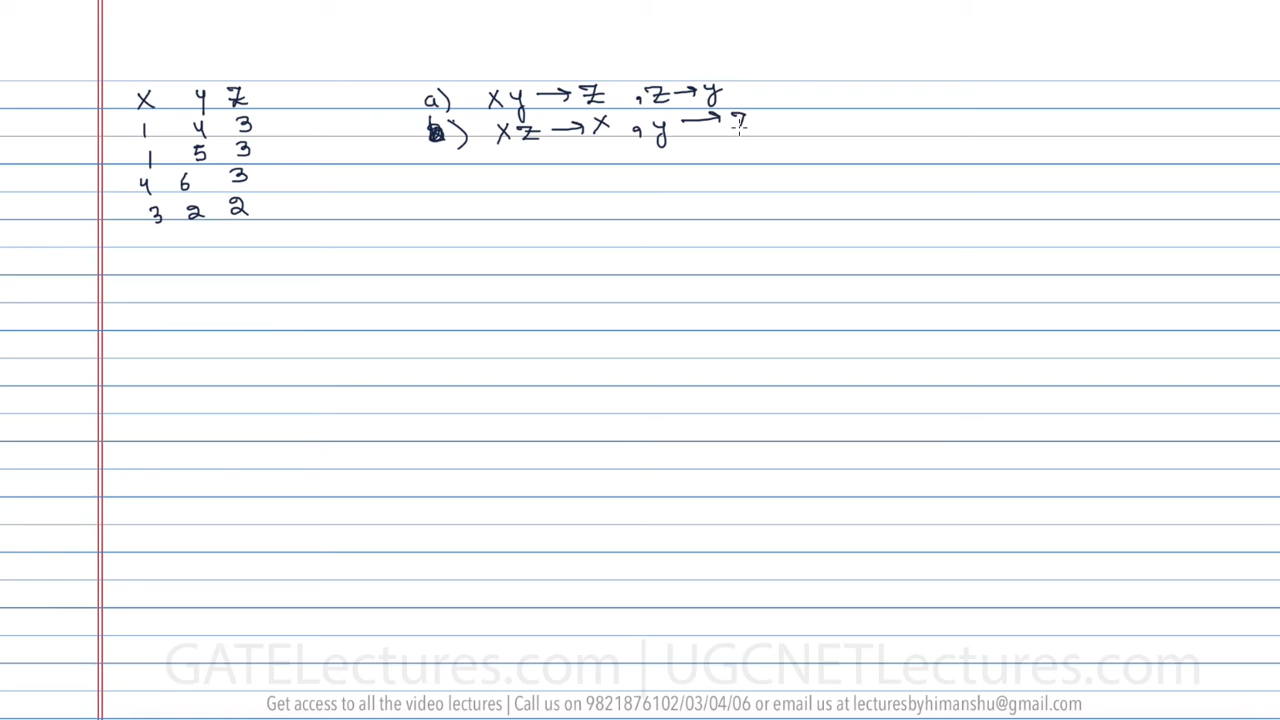 X y Z a) Xy → Z , Z → y
1 4 3 b) XZ → X , y → Z
1 5 3
4 6 3
3 2 2
GATELectures.com | UGCNETLectures.com
Get access to all the video lectures | Call us on 9821876102/03/04/06 or email us at lecturesbyhimanshu@gmail.com